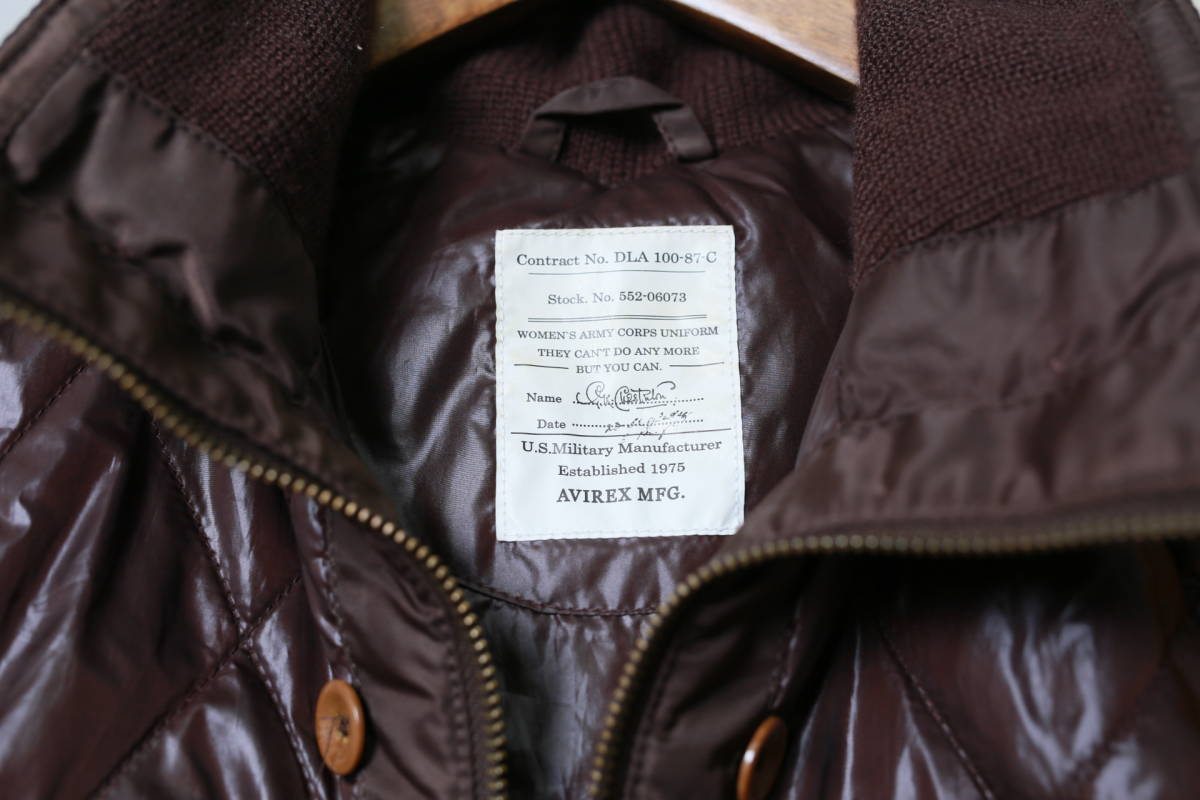 Contract No. DLA 100-87-C
Stock. No. 552-06073
WOMEN'S ARMY CORPS UNIFORM
THEY CAN'T DO ANY MORE
BUT YOU CAN.
Name
Date
U.S.Military Manufacturer
Established 1975
AVIREX MFG.